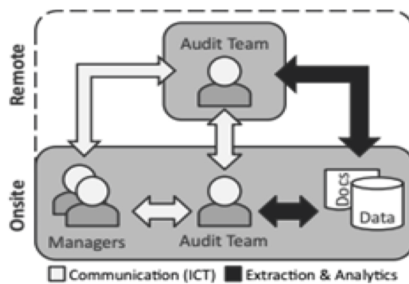 Remote
Audit Team
Onsite
Managers
Audit Team
Docs
Data
Communication (ICT)
Extraction & Analytics